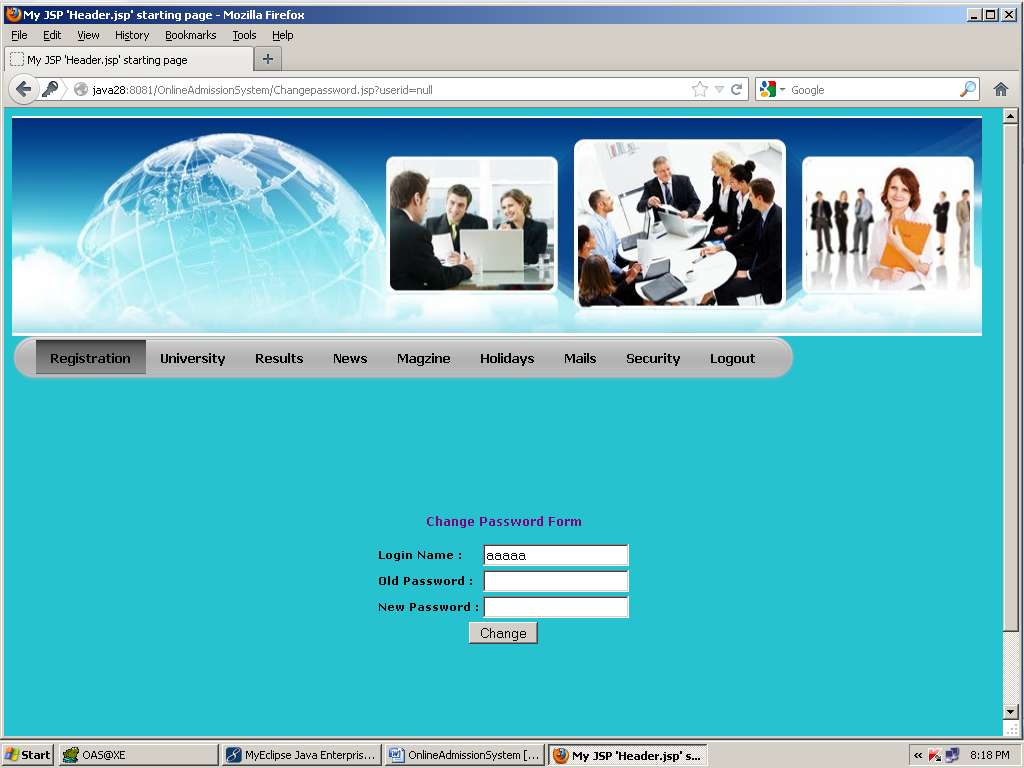 My JSP 'Header.jsp' starting page - Mozilla Firefox
File Edit View History Bookmarks Tools Help
My JSP 'Header.jsp' starting page
java28:8081/OnlineAdmissionSystem/Changepassword.jsp?userid=null
Google
Registration University Results News Magzine Holidays Mails Security Logout
Change Password Form
Login Name : aaaaa
Old Password :
New Password :
Change
Start OAS@XE MyEclipse Java Enterpris... OnlineAdmissionSystem [... My JSP 'Header.jsp' s... « 8:18 PM